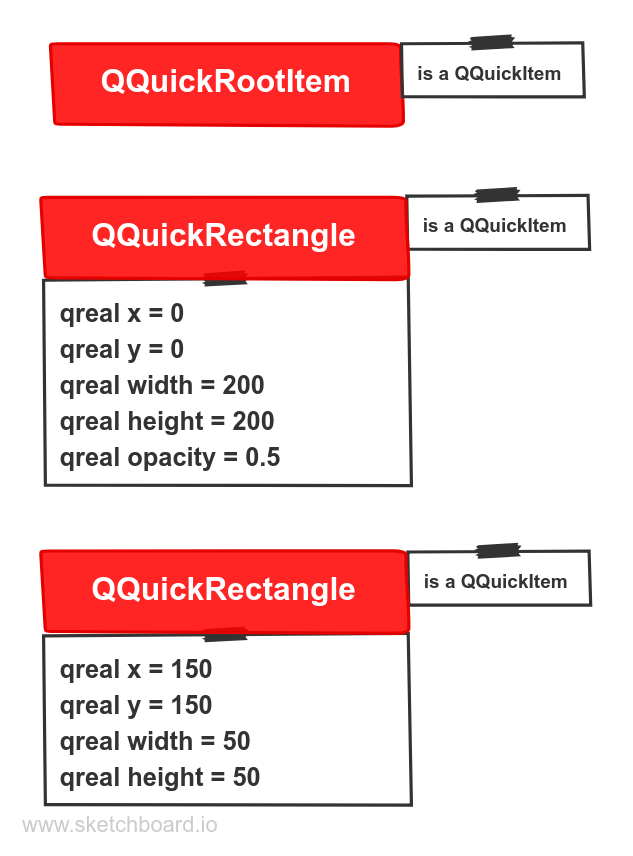 QQuickRootItem
is a QQuickItem
QQuickRectangle
is a QQuickItem
qreal x = 0
qreal y = 0
qreal width = 200
qreal height = 200
qreal opacity = 0.5
QQuickRectangle
is a QQuickItem
qreal x = 150
qreal y = 150
qreal width = 50
qreal height = 50
www.sketchboard.io